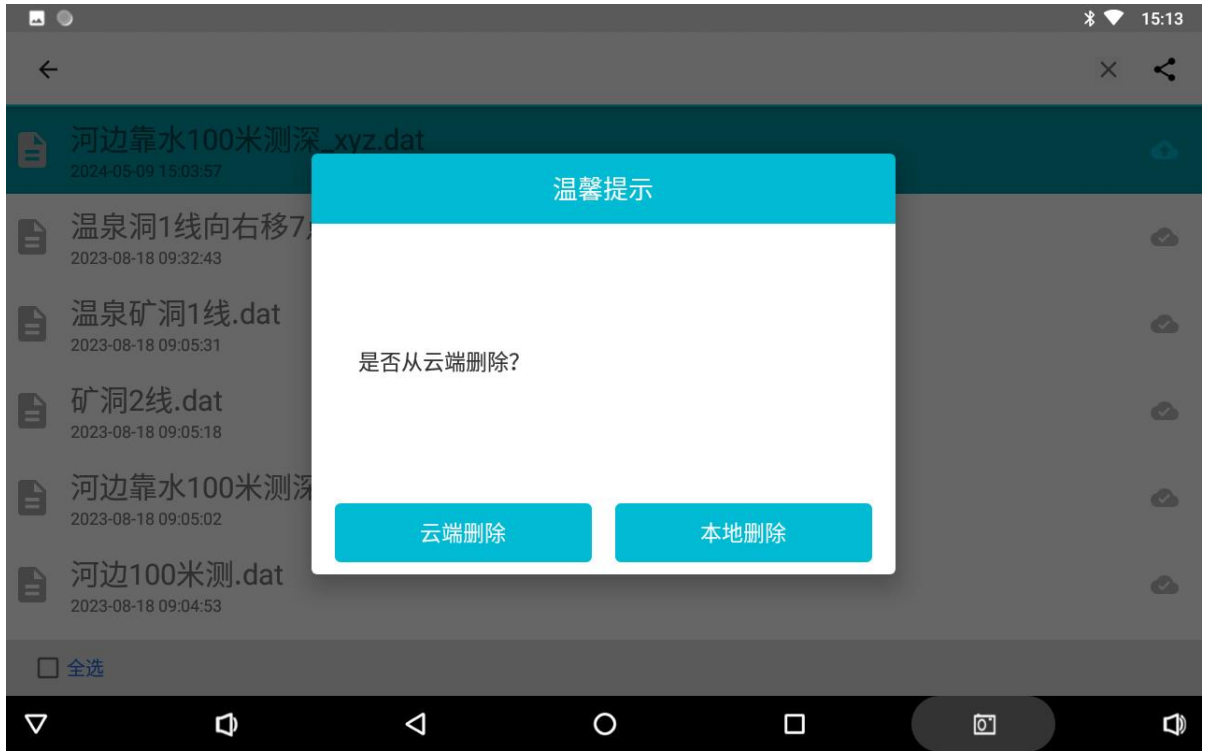 15:13
河边靠水100米测深_xyz.dat
2024-05-09 15:03:57
温馨提示
温泉洞1线向右移7
2023-08-18 09:32:43
温泉矿洞1线.dat
2023-08-18 09:05:31
是否从云端删除?
矿洞2线.dat
2023-08-18 09:05:18
河边靠水100米测深
2023-08-18 09:05:02
云端删除
本地删除
河边100米测.dat
2023-08-18 09:04:53
全选